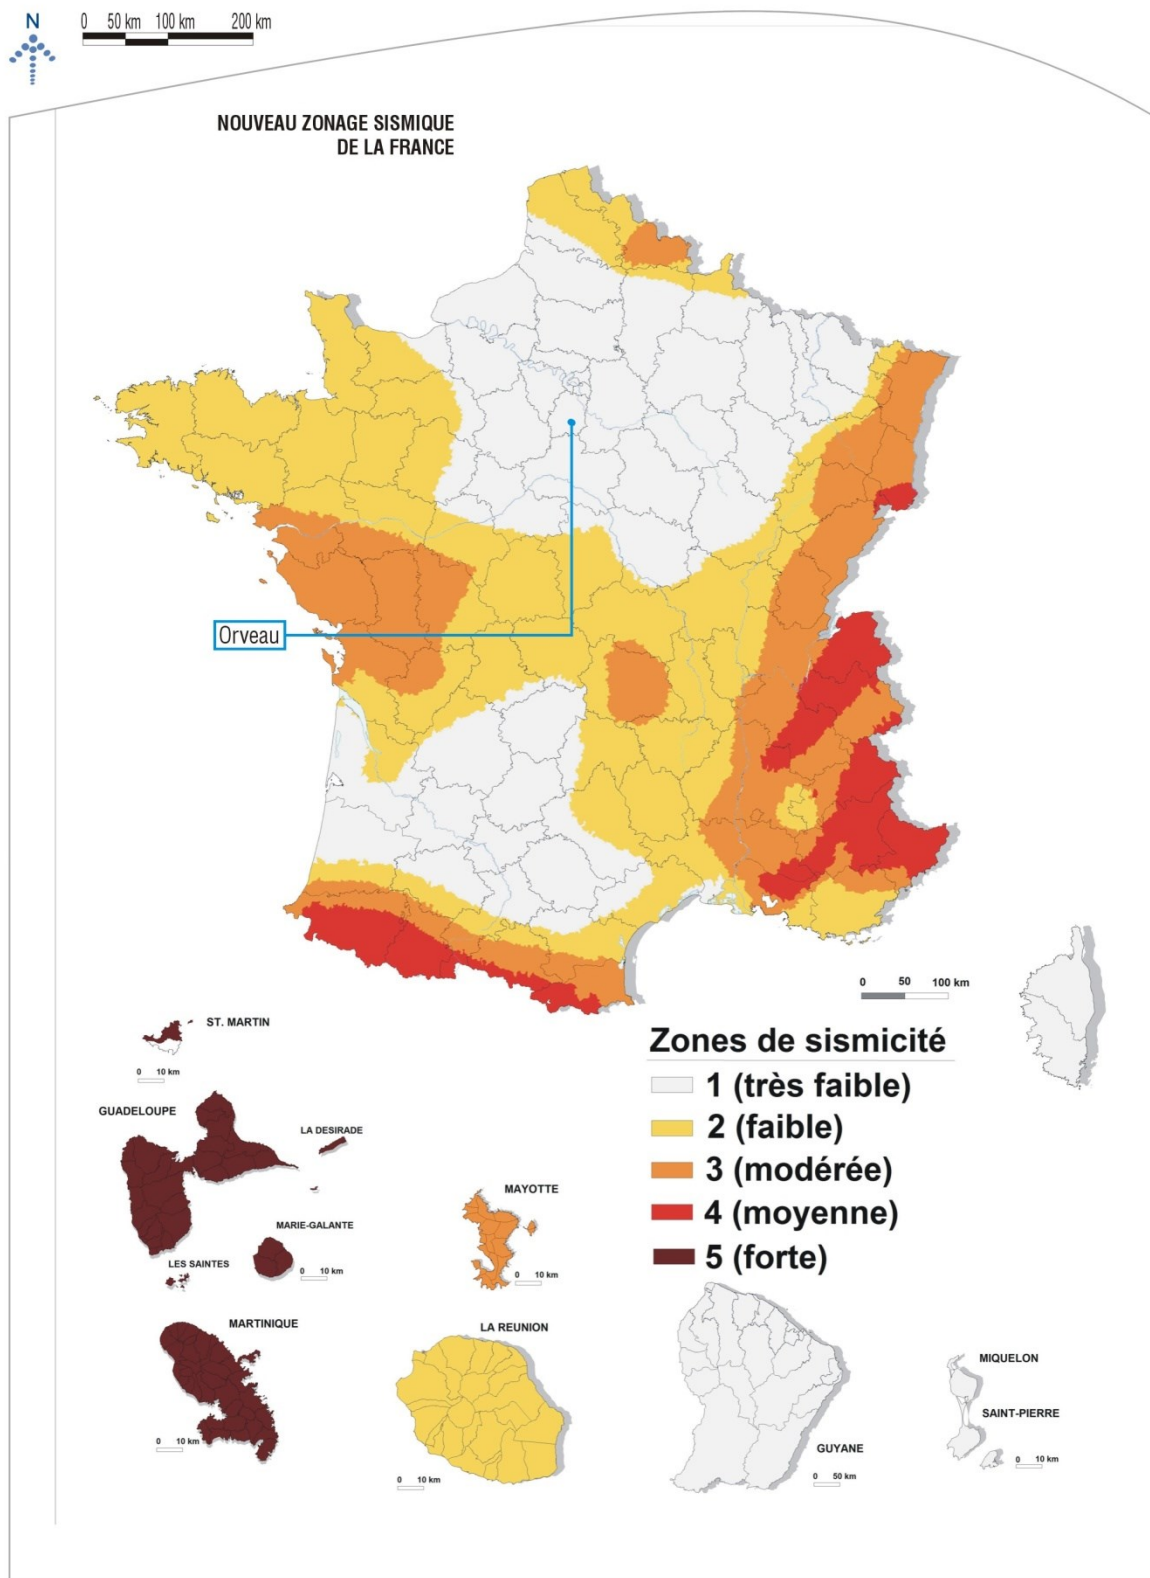 N
0 50 km 100 km 200 km
NOUVEAU ZONAGE SISMIQUE
DE LA FRANCE
Orveau
0 50 100 km
ST. MARTIN
0 10 km
GUADELOUPE
LA DESIRADE
MARIE-GALANTE
0 10 km
LES SAINTES
MAYOTTE
0 10 km
Zones de sismicité
1 (très faible)
2 (faible)
3 (modérée)
4 (moyenne)
5 (forte)
MARTINIQUE
0 10 km
LA REUNION
0 10 km
GUYANE
0 50 km
MIQUELON
SAINT-PIERRE
0 10 km